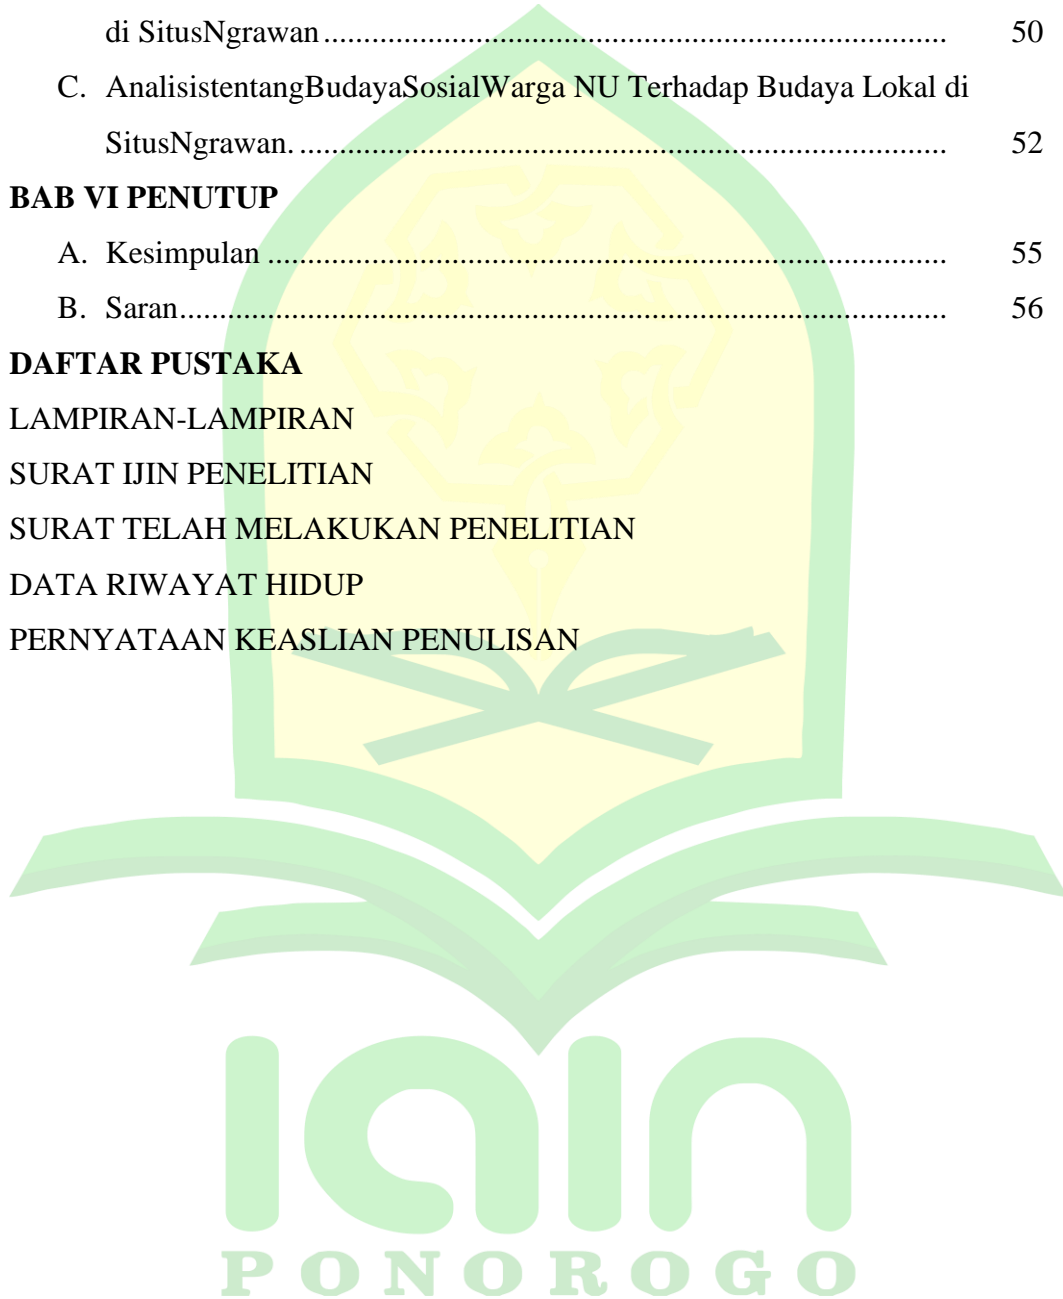 di SitusNgrawan ............................................................................. 50
C. AnalisistentangBudayaSosialWarga NU Terhadap Budaya Lokal di
SitusNgrawan. ................................................................................ 52
BAB VI PENUTUP
A. Kesimpulan .................................................................................... 55
B. Saran............................................................................................... 56
DAFTAR PUSTAKA
LAMPIRAN-LAMPIRAN
SURAT IJIN PENELITIAN
SURAT TELAH MELAKUKAN PENELITIAN
DATA RIWAYAT HIDUP
PERNYATAAN KEASLIAN PENULISAN
iain
PONOROGO